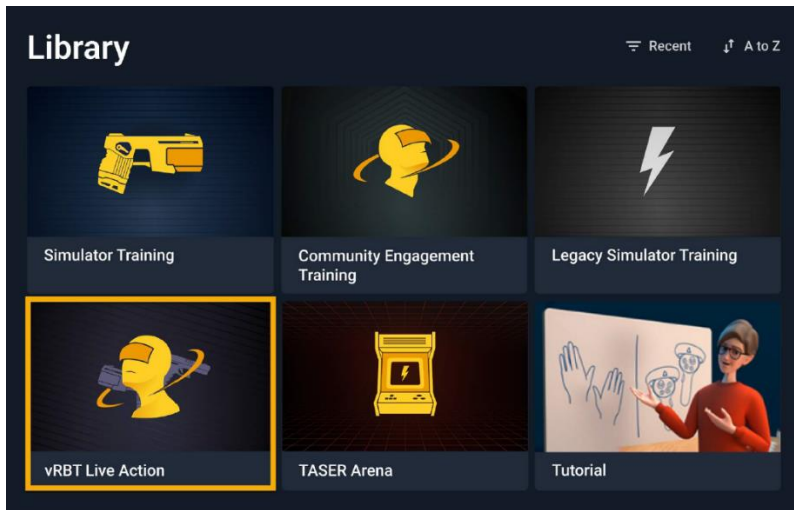 Library
Recent
A to Z
Simulator Training
Community Engagement
Training
Legacy Simulator Training
vRBT Live Action
TASER Arena
Tutorial